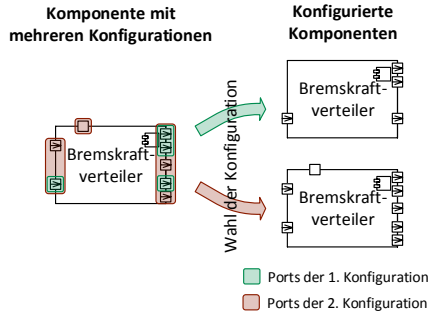 Komponente mit
mehreren Konfigurationen
Konfigurierte
Komponenten
Bremskraft-
verteiler
Wahl der Konfiguration
Bremskraft-
verteiler
Bremskraft-
verteiler
Ports der 1. Konfiguration
Ports der 2. Konfiguration